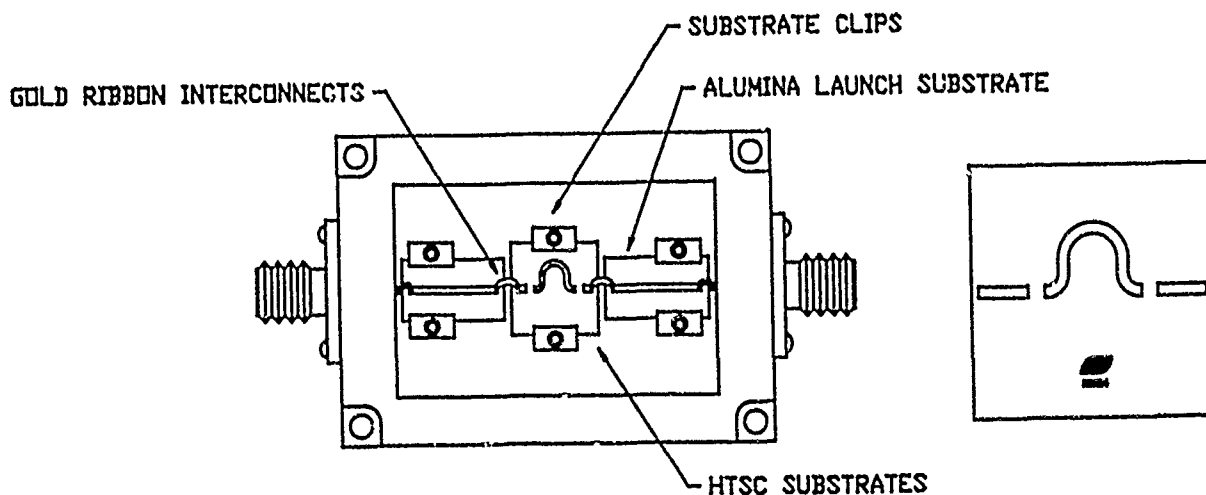 SUBSTRATE CLIPS
GOLD RIBBON INTERCONNECTS
ALUMINA LAUNCH SUBSTRATE
HTSC SUBSTRATES